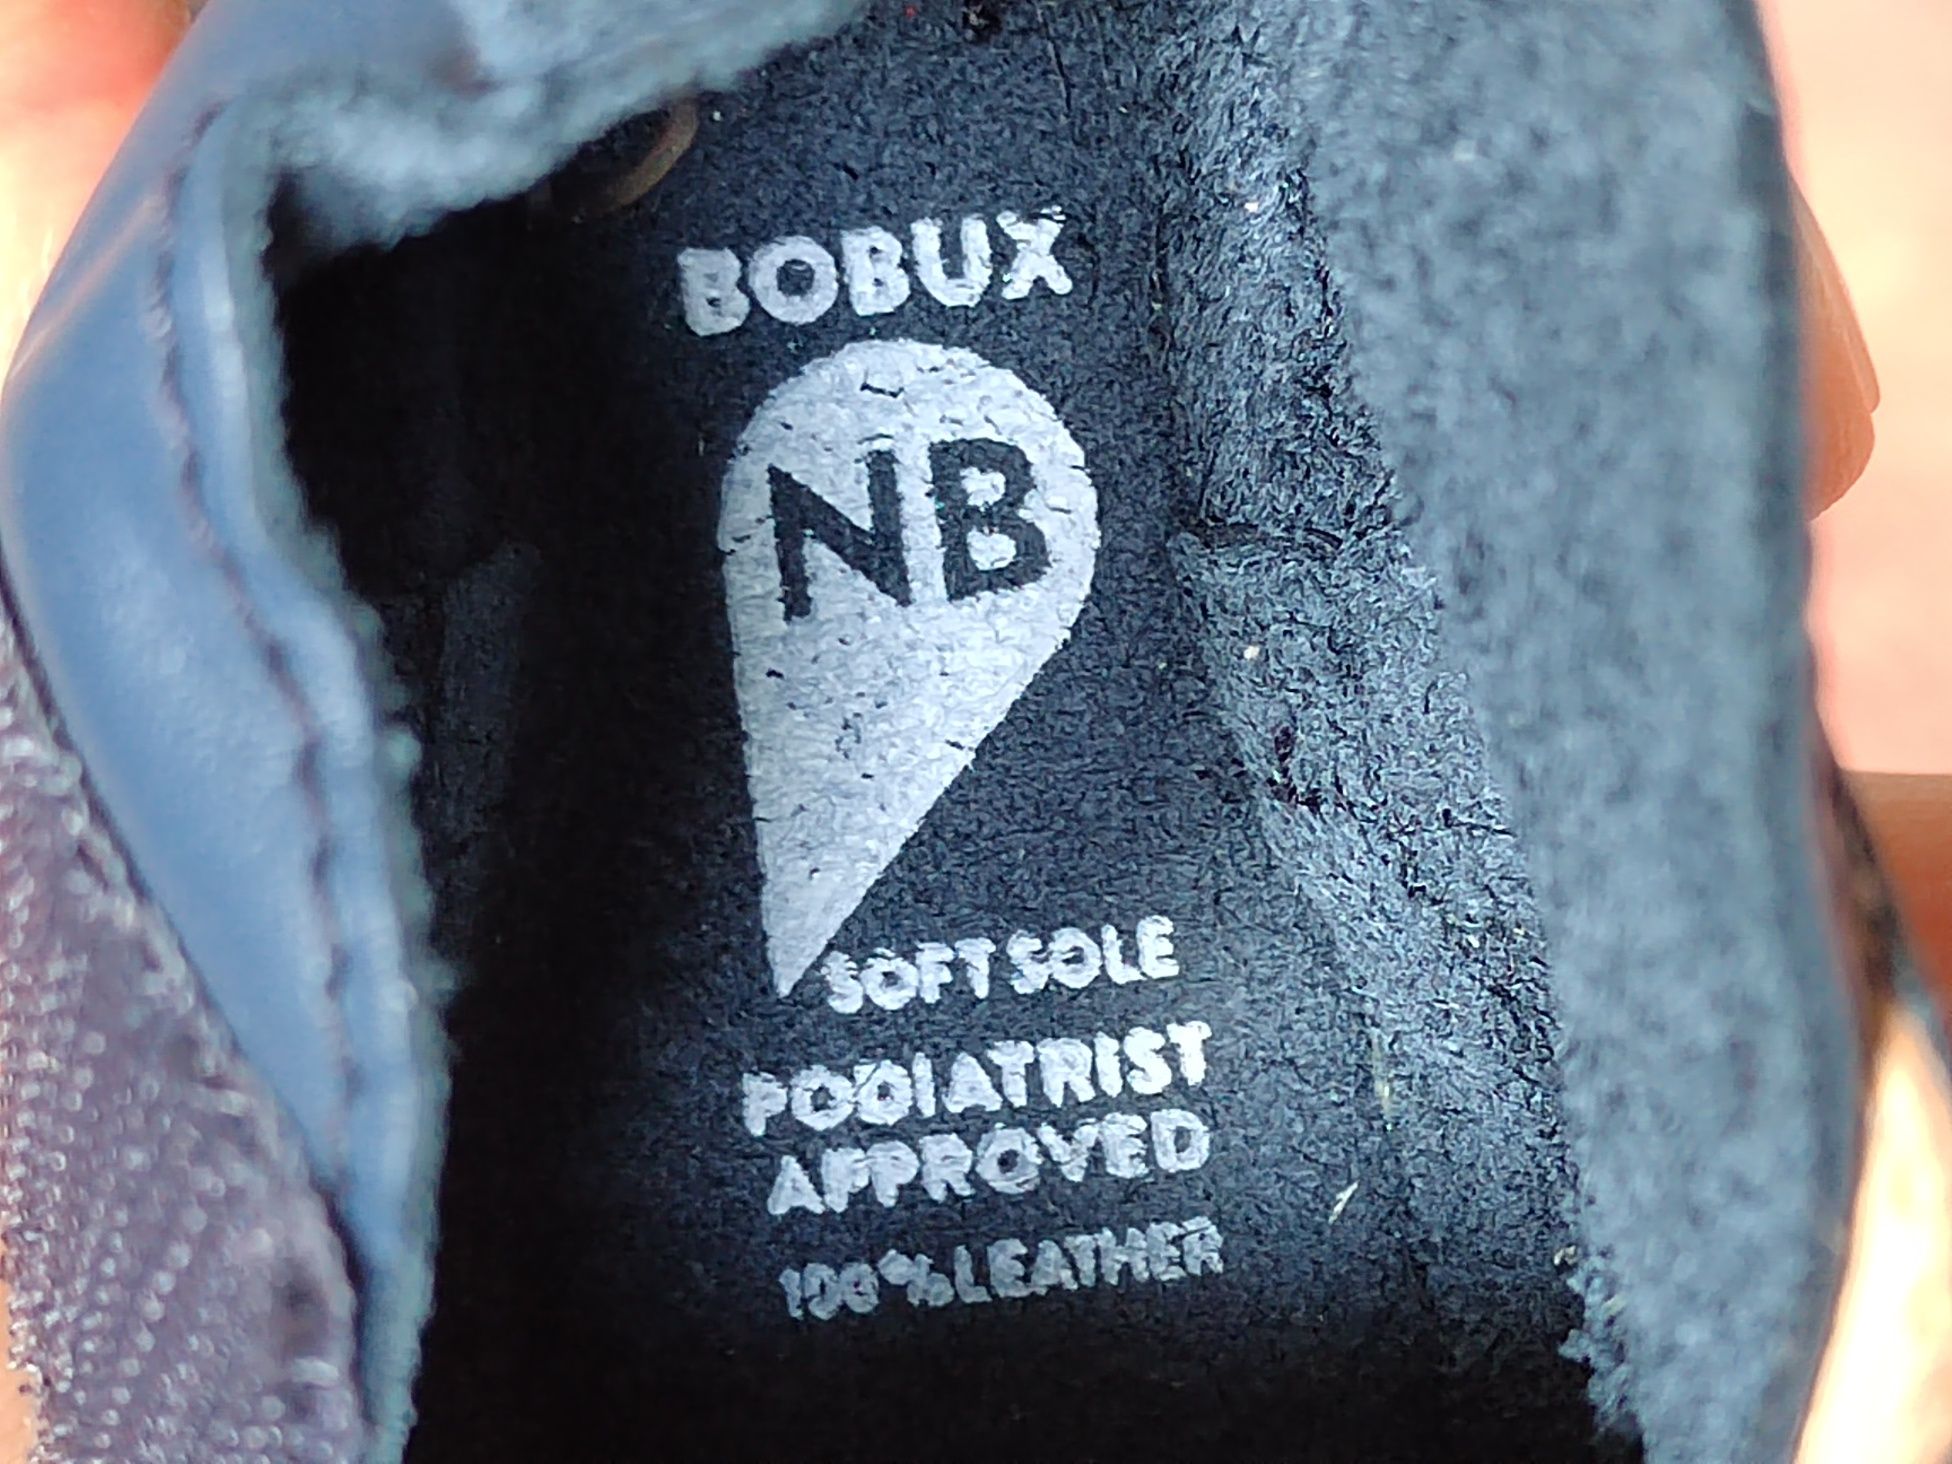 BOBUX
NB
SOFT SOLE
PODIATRIST
APPROVED
100% LEATHER